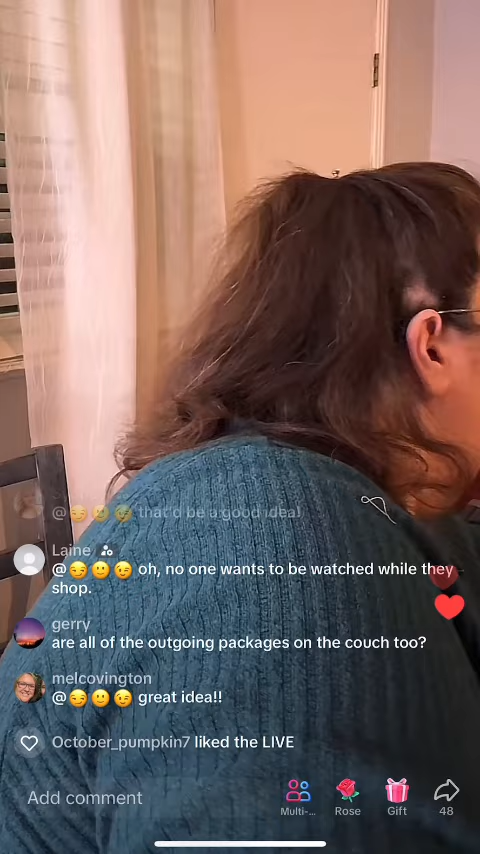 @😏🙂😉 that'd be a good idea!
Laine
@😏🙂😉 oh, no one wants to be watched while they
shop.
gerry
are all of the outgoing packages on the couch too?
melcovington
@😏🙂😉 great idea!!
October_pumpkin7 liked the LIVE
Add comment
Multi-...
Rose
Gift
48